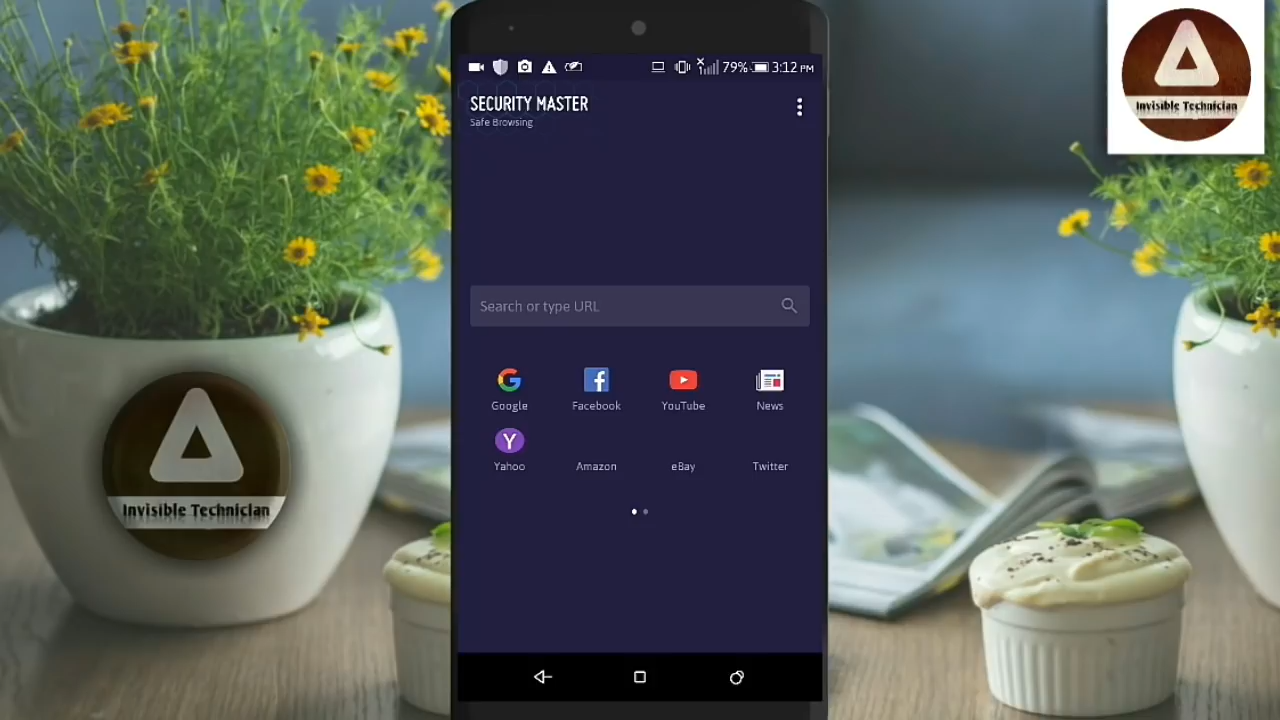 79% 3:12 PM
SECURITY MASTER
Safe Browsing
Search or type URL
Google Facebook YouTube News
Yahoo Amazon eBay Twitter
Invisible Technician
Invisible Technician